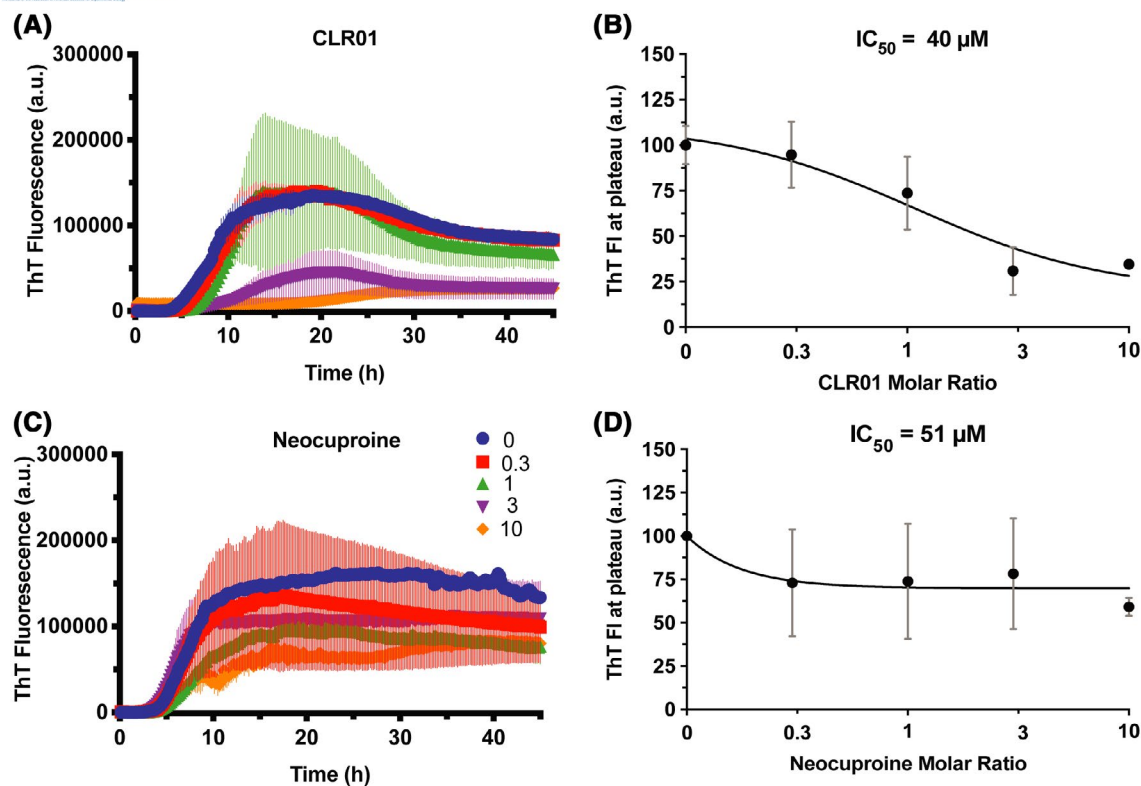 (A)
CLR01
300000
200000
100000
0
ThT Fluorescence (a.u.)
0 10 20 30 40
Time (h)
(B)
IC50 = 40 µM
150
125
100
75
50
25
0
ThT FI at plateau (a.u.)
0 0.3 1 3 10
CLR01 Molar Ratio
(C)
Neocuproine
0
0.3
1
3
10
300000
200000
100000
0
ThT Fluoresecence (a.u.)
0 10 20 30 40
Time (h)
(D)
IC50 = 51 µM
150
125
100
75
50
25
0
ThT FI at plateau (a.u.)
0 0.3 1 3 10
Neocuproine Molar Ratio